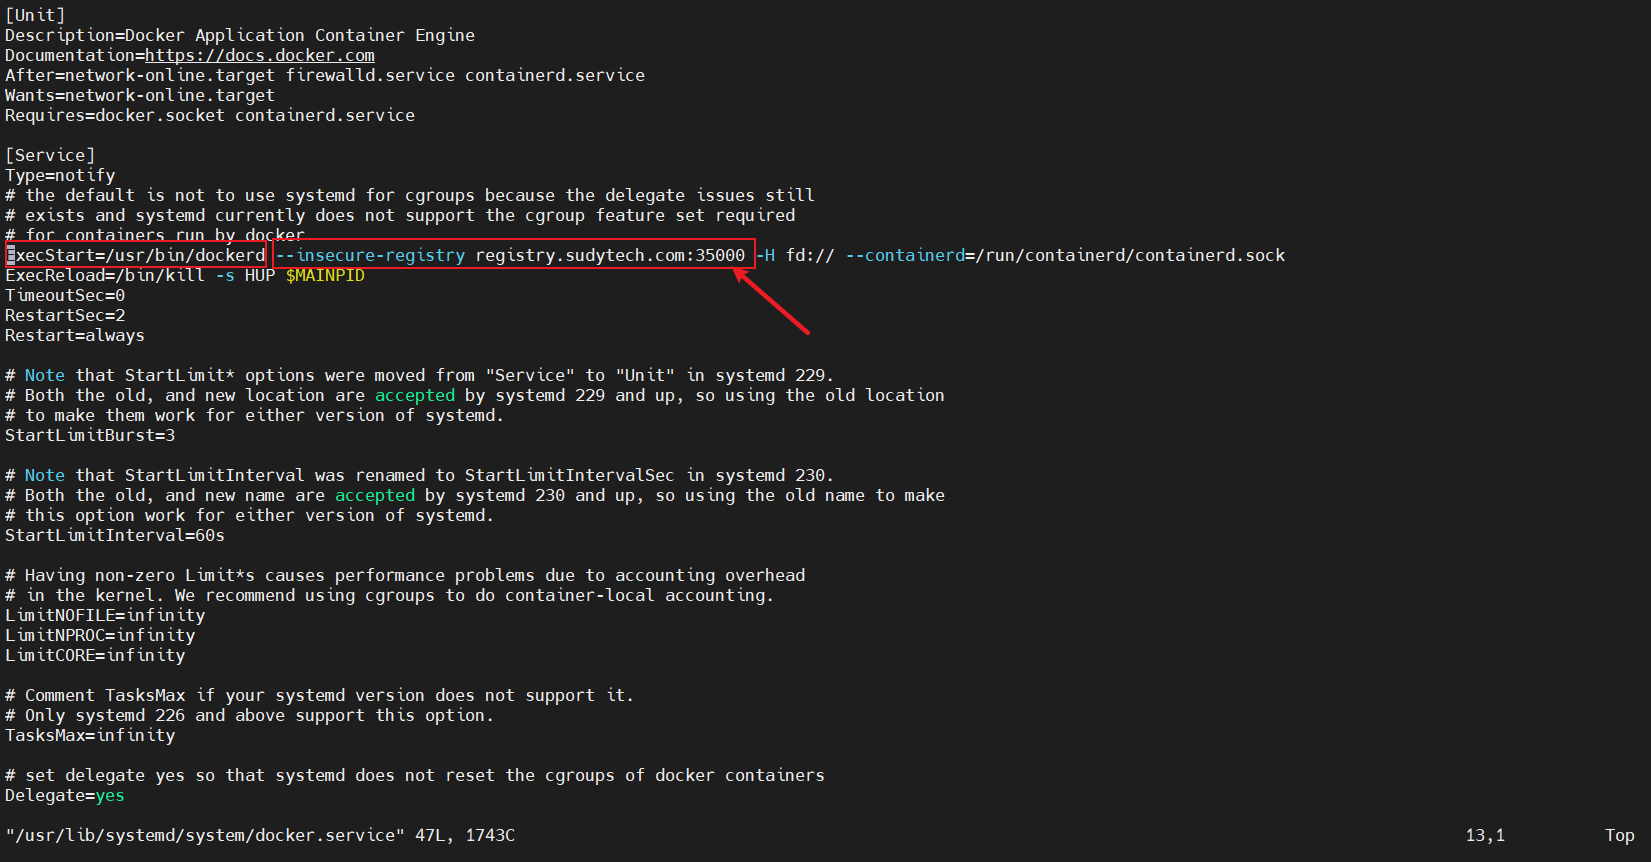 [Unit]
Description=Docker Application Container Engine
Documentation=https://docs.docker.com
After=network-online.target firewalld.service containerd.service
Wants=network-online.target
Requires=docker.socket containerd.service
[Service]
Type=notify
# the default is not to use systemd for cgroups because the delegate issues still
# exists and systemd currently does not support the cgroup feature set required
# for containers run by docker
ExecStart=/usr/bin/dockerd --insecure-registry registry.sudytech.com:35000 -H fd:// --containerd=/run/containerd/containerd.sock
ExecReload=/bin/kill -s HUP $MAINPID
TimeoutSec=0
RestartSec=2
Restart=always
# Note that StartLimit* options were moved from "Service" to "Unit" in systemd 229.
# Both the old, and new location are accepted by systemd 229 and up, so using the old location
# to make them work for either version of systemd.
StartLimitBurst=3
# Note that StartLimitInterval was renamed to StartLimitIntervalSec in systemd 230.
# Both the old, and new name are accepted by systemd 230 and up, so using the old name to make
# this option work for either version of systemd.
StartLimitInterval=60s
# Having non-zero Limit*s causes performance problems due to accounting overhead
# in the kernel. We recommend using cgroups to do container-local accounting.
LimitNOFILE=infinity
LimitNPROC=infinity
LimitCORE=infinity
# Comment TasksMax if your systemd version does not support it.
# Only systemd 226 and above support this option.
TasksMax=infinity
# set delegate yes so that systemd does not reset the cgroups of docker containers
Delegate=yes
"/usr/lib/systemd/system/docker.service" 47L, 1743C 13,1 Top